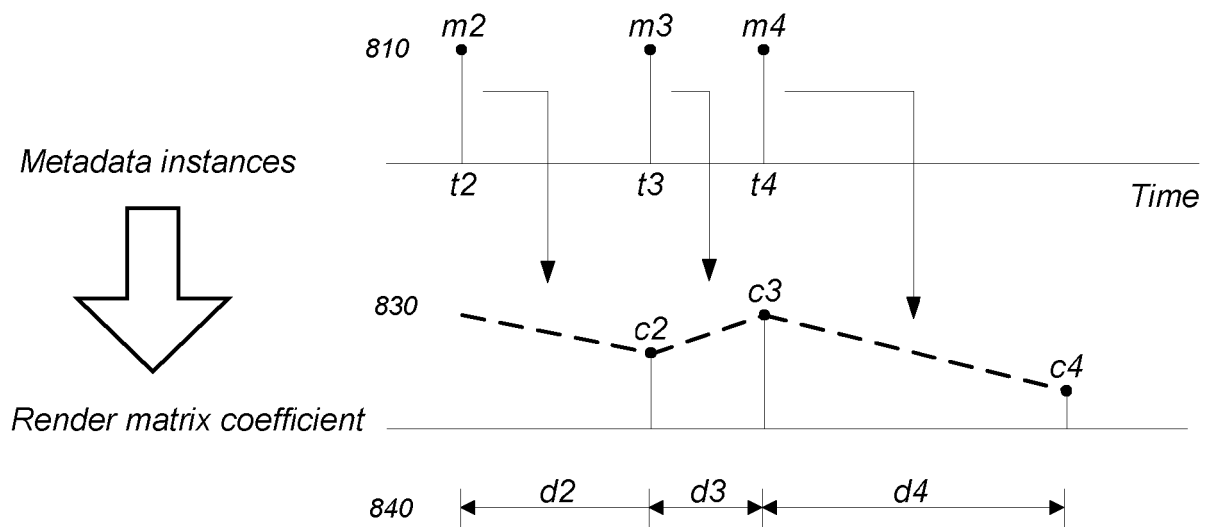 m2 m3 m4
810
Metadata instances
t2 t3 t4
Time
830
c2 c3 c4
Render matrix coefficient
840 d2 d3 d4